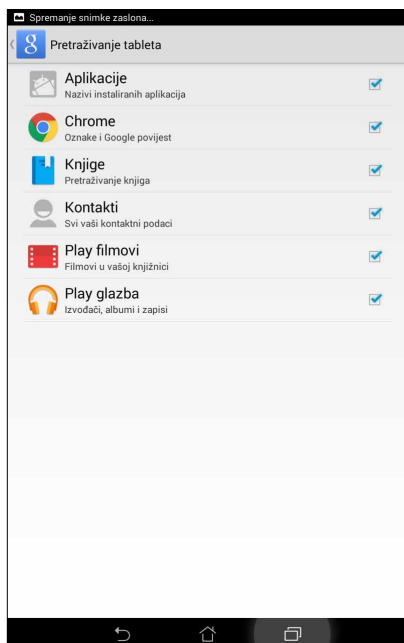 Spremanje snimke zaslona...
Pretraživanje tableta
Aplikacije
Nazivi instaliranih aplikacija
Chrome
Oznake i Google povijest
Knjige
Pretraživanje knjiga
Kontakti
Svi vaši kontaktni podaci
Play filmovi
Filmovi u vašoj knjižnici
Play glazba
Izvođači, albumi i zapisi